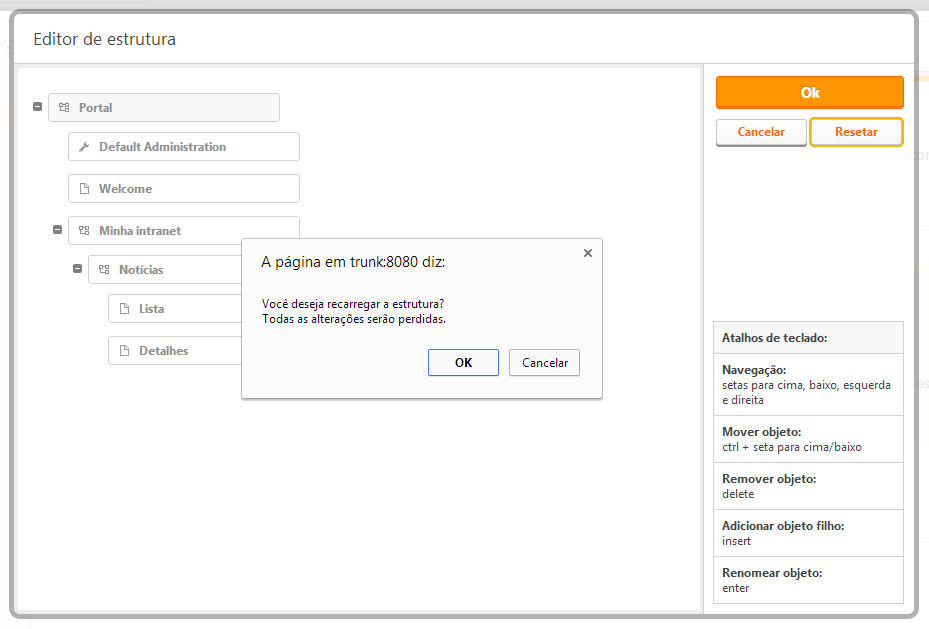 Editor de estrutura
Portal
Default Administration
Welcome
Minha intranet
Notícias
Lista
Detalhes
A página em trunk:8080 diz:
Você deseja recarregar a estrutura?
Todas as alterações serão perdidas.
OK
Cancelar
Ok
Cancelar
Resetar
Atalhos de teclado:
Navegação:
setas para cima, baixo, esquerda
e direita
Mover objeto:
ctrl + seta para cima/baixo
Remover objeto:
delete
Adicionar objeto filho:
insert
Renomear objeto:
enter